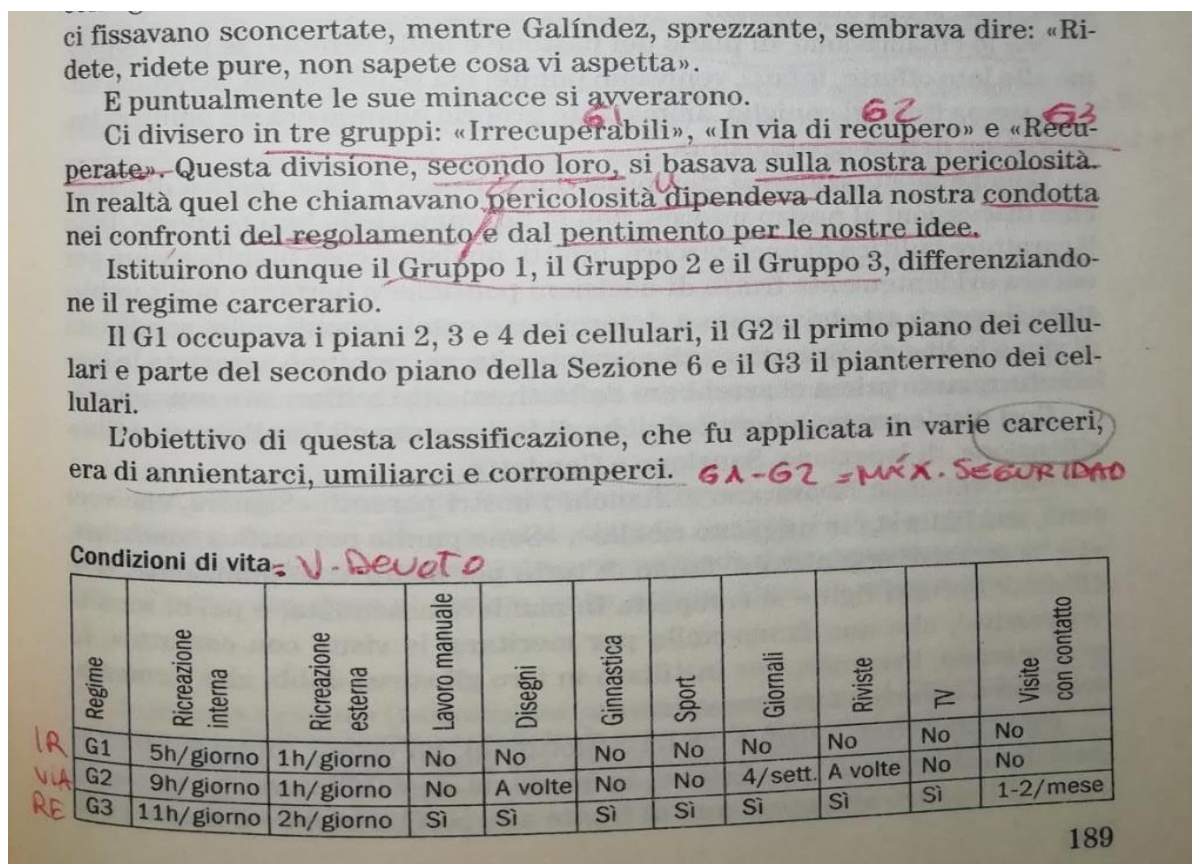 ci fissavano sconcertate, mentre Galíndez, sprezzante, sembrava dire: «Ri-
dete, ridete pure, non sapete cosa vi aspetta».
E puntualmente le sue minacce si avverarono.
G1 G2 G3
Ci divisero in tre gruppi: «Irrecuperabili», «In via di recupero» e «Recu-
perate». Questa divisione, secondo loro, si basava sulla nostra pericolosità.
In realtà quel che chiamavano pericolosità dipendeva dalla nostra condotta
nei confronti del regolamento e dal pentimento per le nostre idee.
Istituirono dunque il Gruppo 1, il Gruppo 2 e il Gruppo 3, differenziando-
ne il regime carcerario.
Il G1 occupava i piani 2, 3 e 4 dei cellulari, il G2 il primo piano dei cellu-
lari e parte del secondo piano della Sezione 6 e il G3 il pianterreno dei cel-
lulari.
L'obiettivo di questa classificazione, che fu applicata in varie carceri,
era di annientarci, umiliarci e corromperci. G1-G2 = MÁX. SEGURIDAD
Condizioni di vita = V. Devoto
Regime Ricreazione interna Ricreazione esterna Lavoro manuale Disegni Ginnastica Sport Giornali Riviste TV Visite con contatto
IR G1 5h/giorno 1h/giorno No No No No No No No No
VIA G2 9h/giorno 1h/giorno No A volte No No 4/sett. A volte No No
RE G3 11h/giorno 2h/giorno Sì Sì Sì Sì Sì Sì Sì 1-2/mese
189